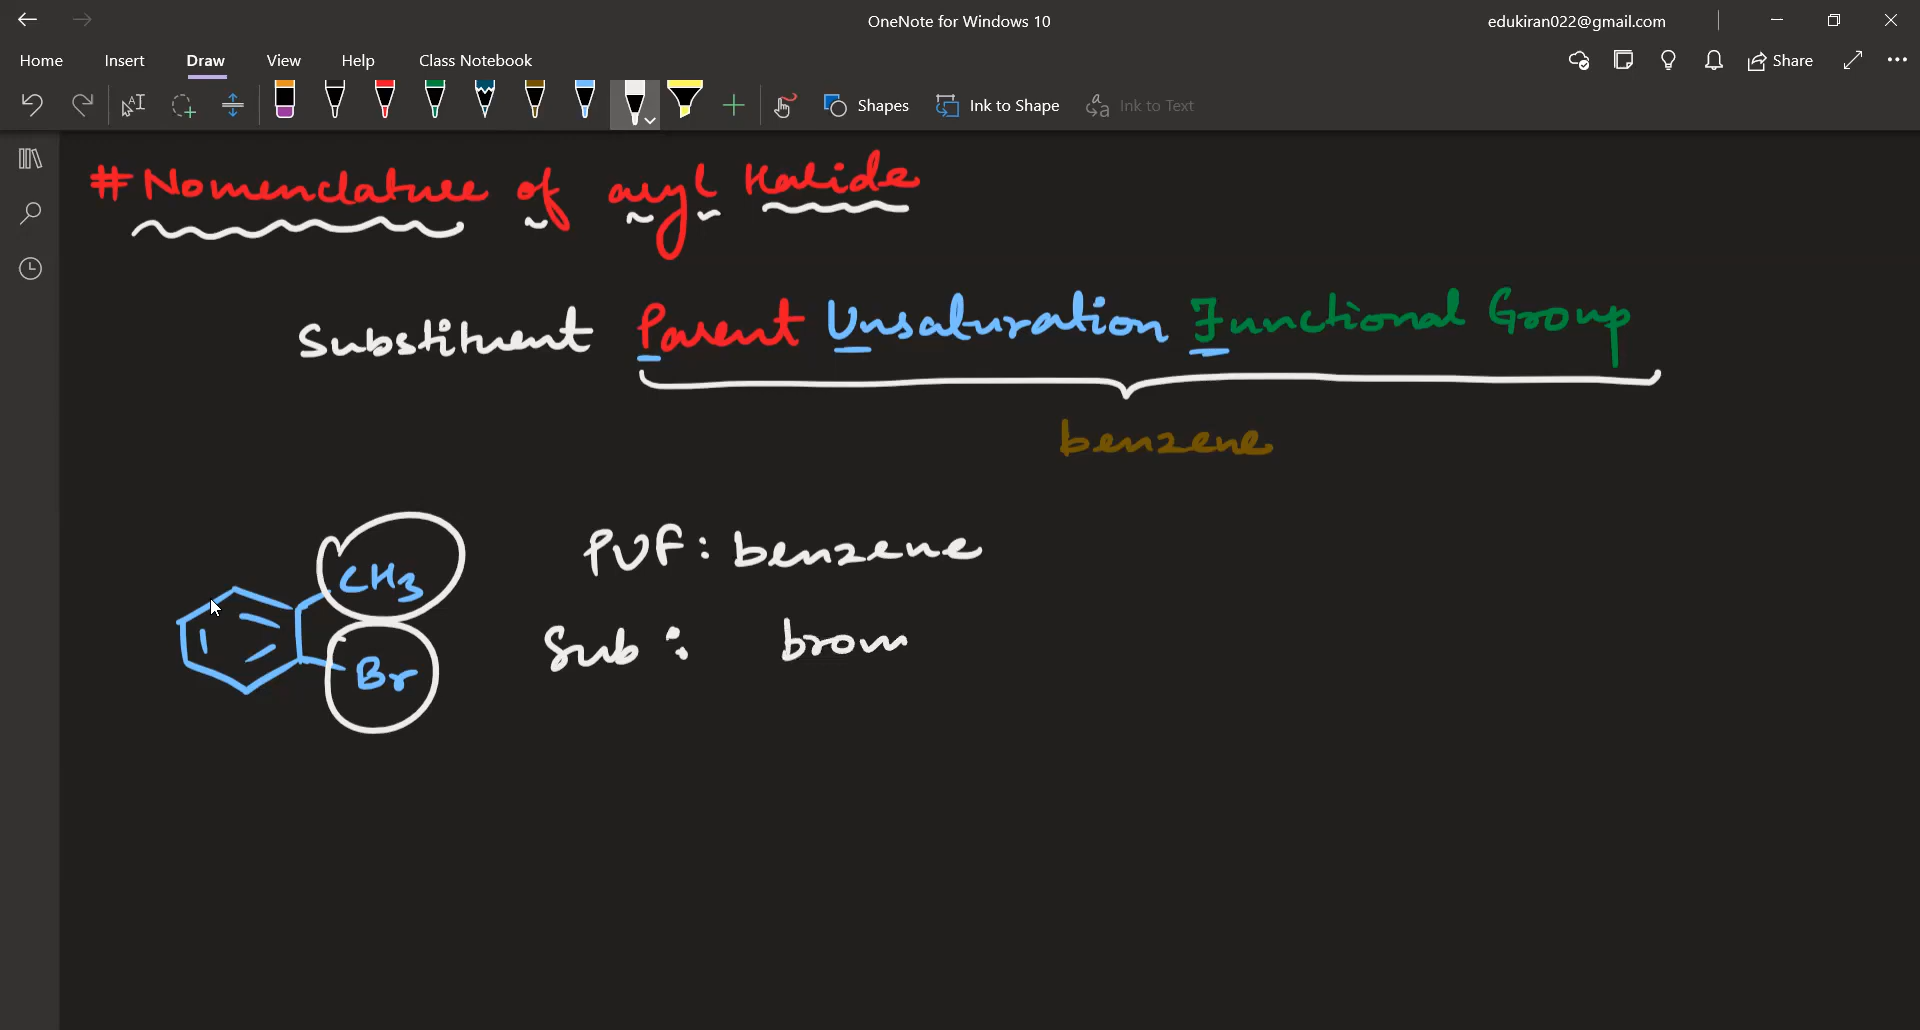 OneNote for Windows 10
edukiran022@gmail.com
Home Insert Draw View Help Class Notebook
Share
Shapes Ink to Shape Ink to Text
#Nomenclature of aryl Halide
Substituent Parent Unsaturation Functional Group
benzene
CH3 PUF: benzene
Br Sub: brom